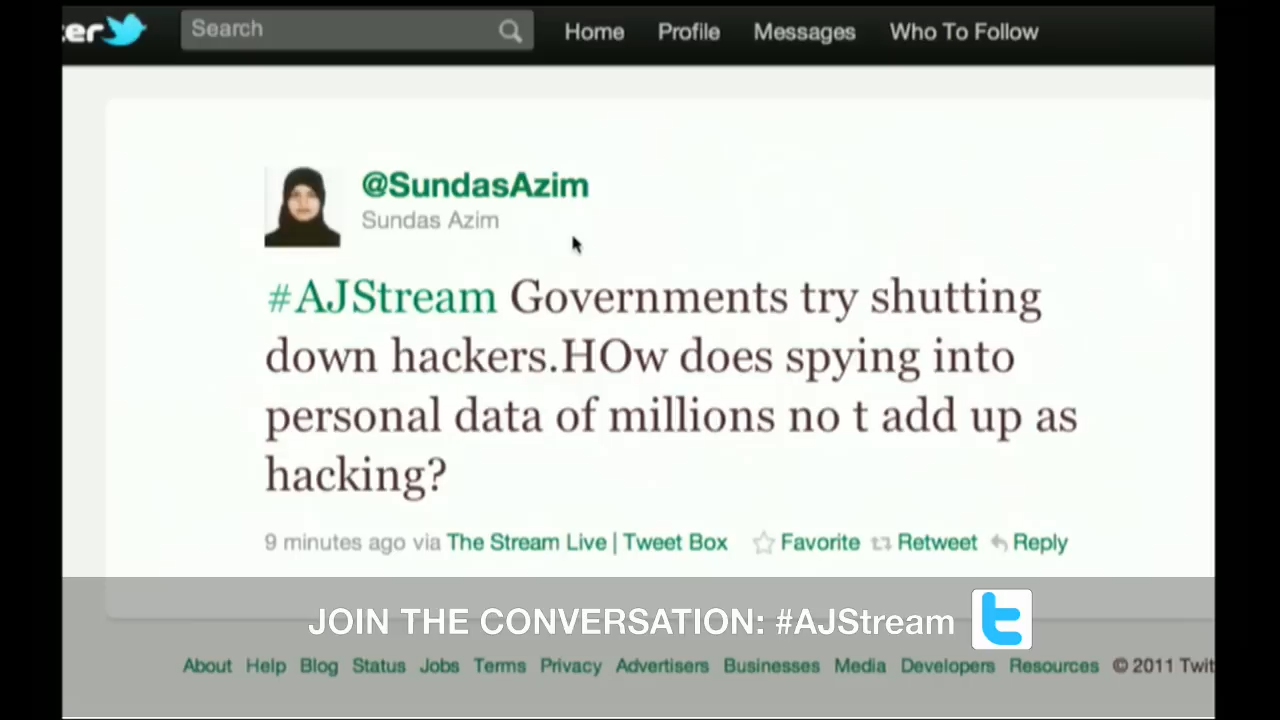 ter
Search
Home Profile Messages Who To Follow
@SundasAzim
Sundas Azim
#AJStream Governments try shutting
down hackers.HOw does spying into
personal data of millions no t add up as
hacking?
9 minutes ago via The Stream Live | Tweet Box Favorite Retweet Reply
JOIN THE CONVERSATION: #AJStream
About Help Blog Status Jobs Terms Privacy Advertisers Businesses Media Developers Resources © 2011 Twit